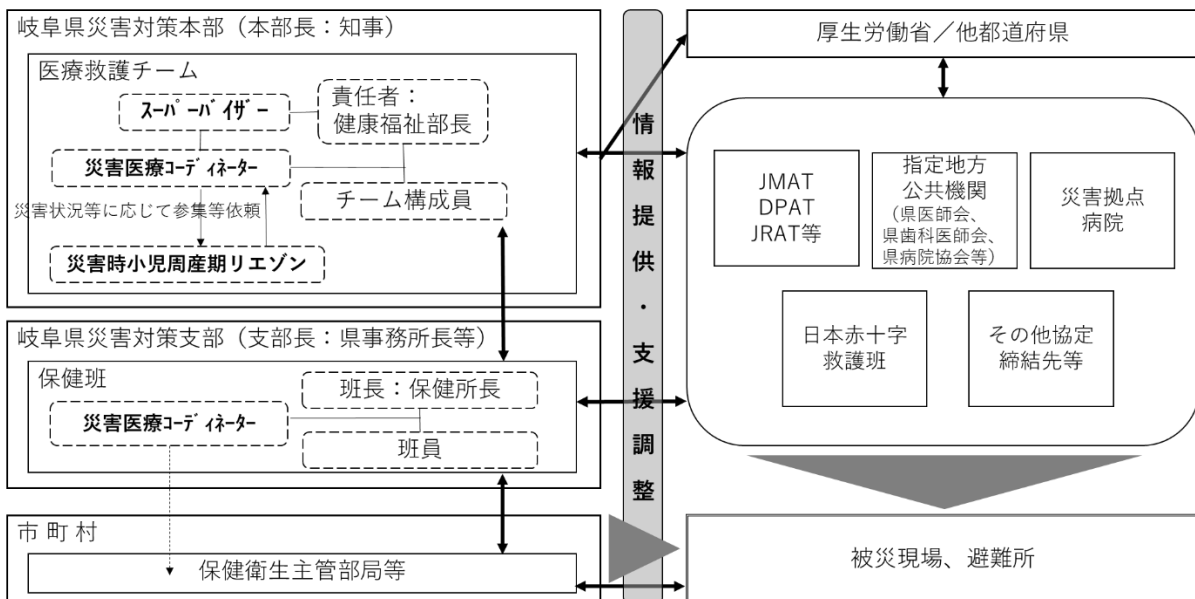 岐阜県災害対策本部（本部長：知事）
医療救護チーム
ｽｰﾊﾟｰﾊﾞｲｻﾞｰ
責任者：
健康福祉部長
災害医療ｺｰﾃﾞｨﾈｰﾀｰ
チーム構成員
災害状況等に応じて参集等依頼
災害時小児周産期リエゾン
岐阜県災害対策支部（支部長：県事務所長等）
保健班
班長：保健所長
災害医療ｺｰﾃﾞｨﾈｰﾀｰ
班員
市 町 村
保健衛生主管部局等
情報提供・支援調整
厚生労働省／他都道府県
JMAT
DPAT
JRAT等
指定地方
公共機関
（県医師会、
県歯科医師会、
県病院協会等）
災害拠点
病院
日本赤十字
救護班
その他協定
締結先等
被災現場、避難所